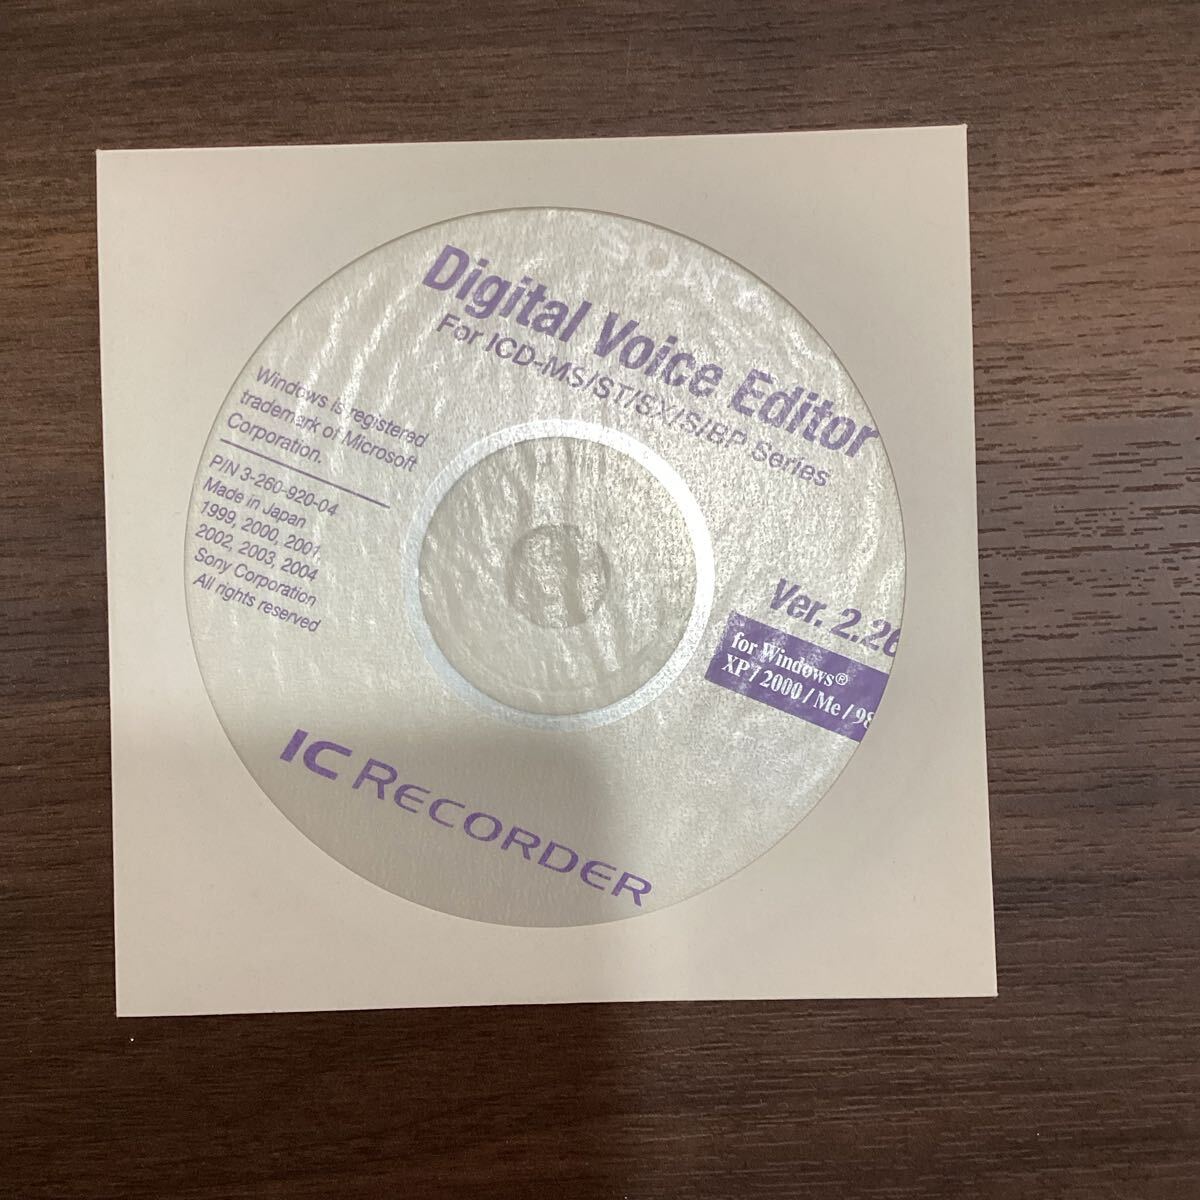 SONY
Digital Voice Editor
For ICD-MS/ST/SX/S/BP Series
Windows is registered
trademark of Microsoft
Corporation.
P/N 3-260-920-04
Made in Japan
1999, 2000, 2001,
2002, 2003, 2004
Sony Corporation
All rights reserved
Ver. 2.26
for Windows®
XP / 2000 / Me / 98
IC RECORDER